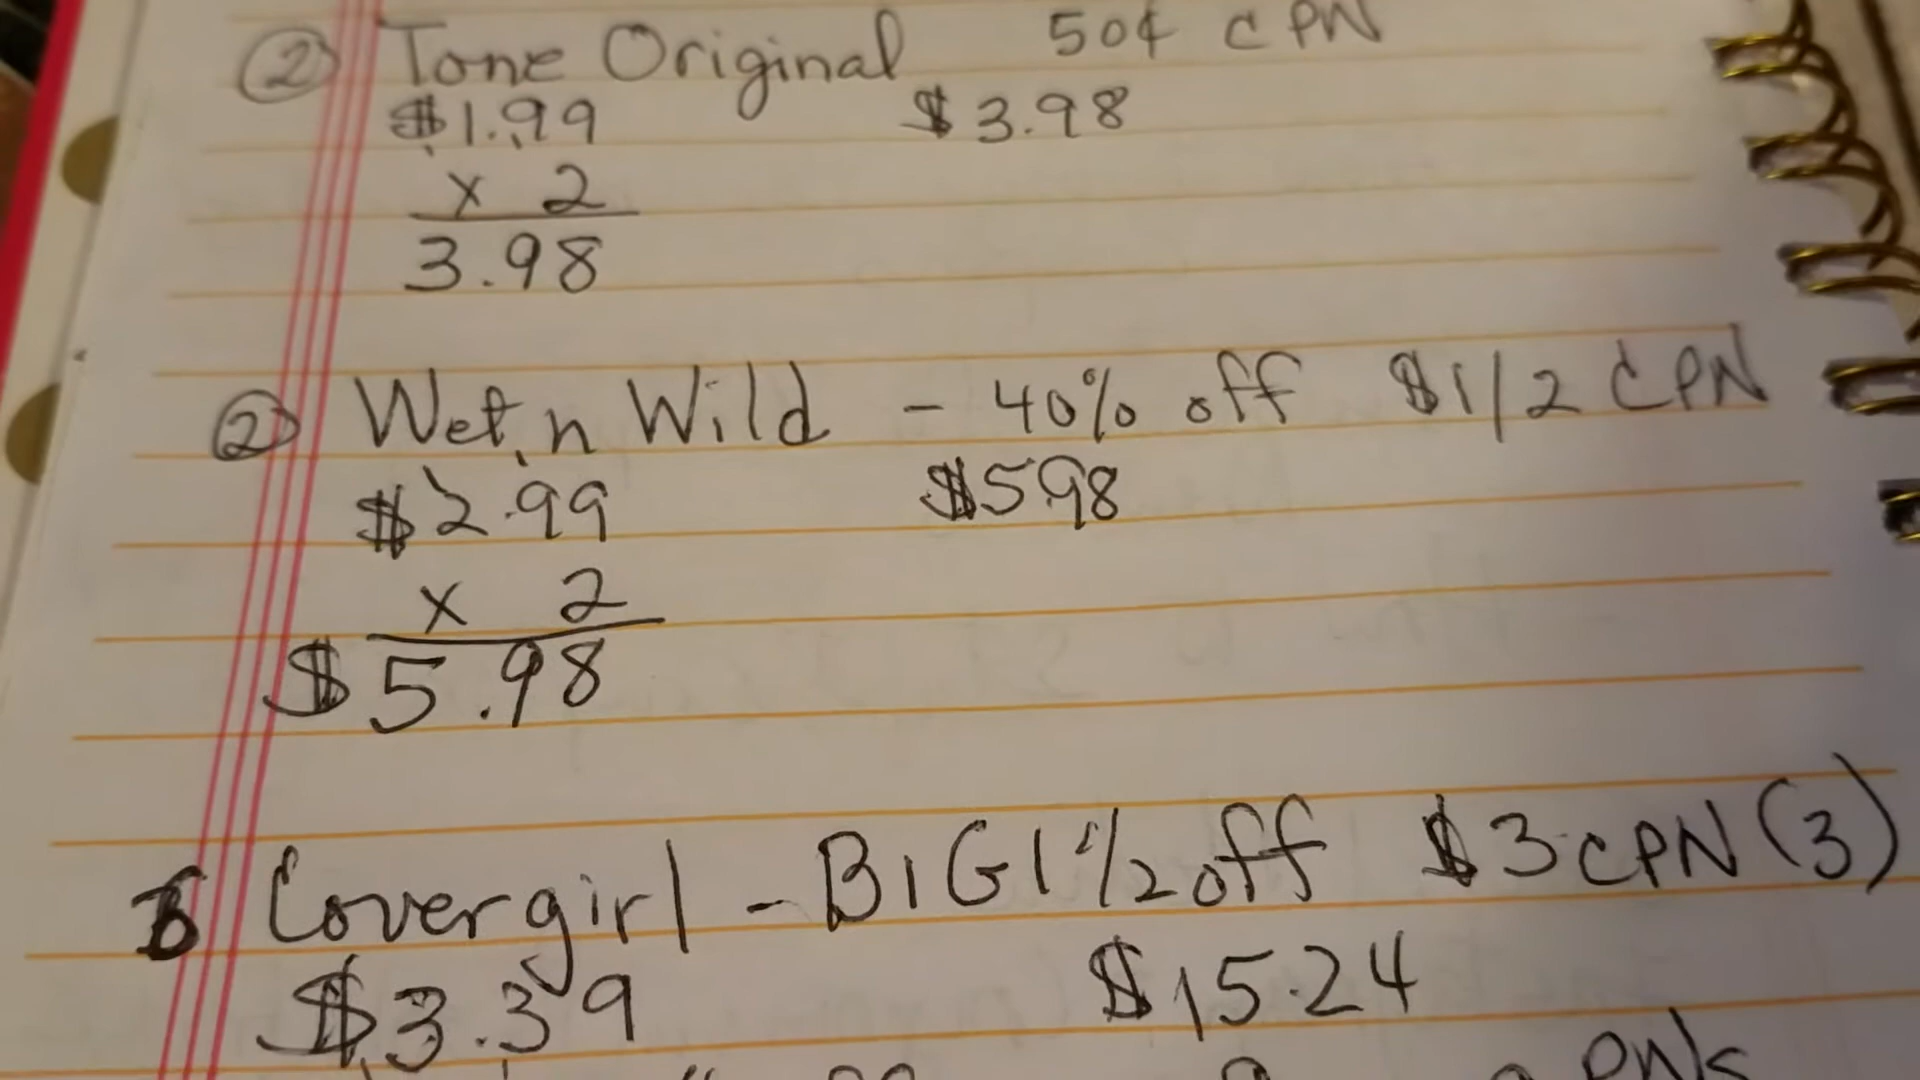 ② Tone Original 50¢ CPN
$1.99 $3.98
x 2
3.98
② Wet n Wild - 40% off $1/2 CPN
$2.99 $5.98
x 2
$5.98
6 Covergirl - BIG1 1/2 off $3 CPN (3)
$3.39 $15.24